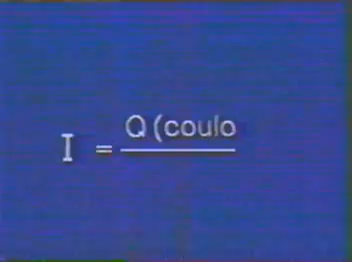 I = Q (coulo